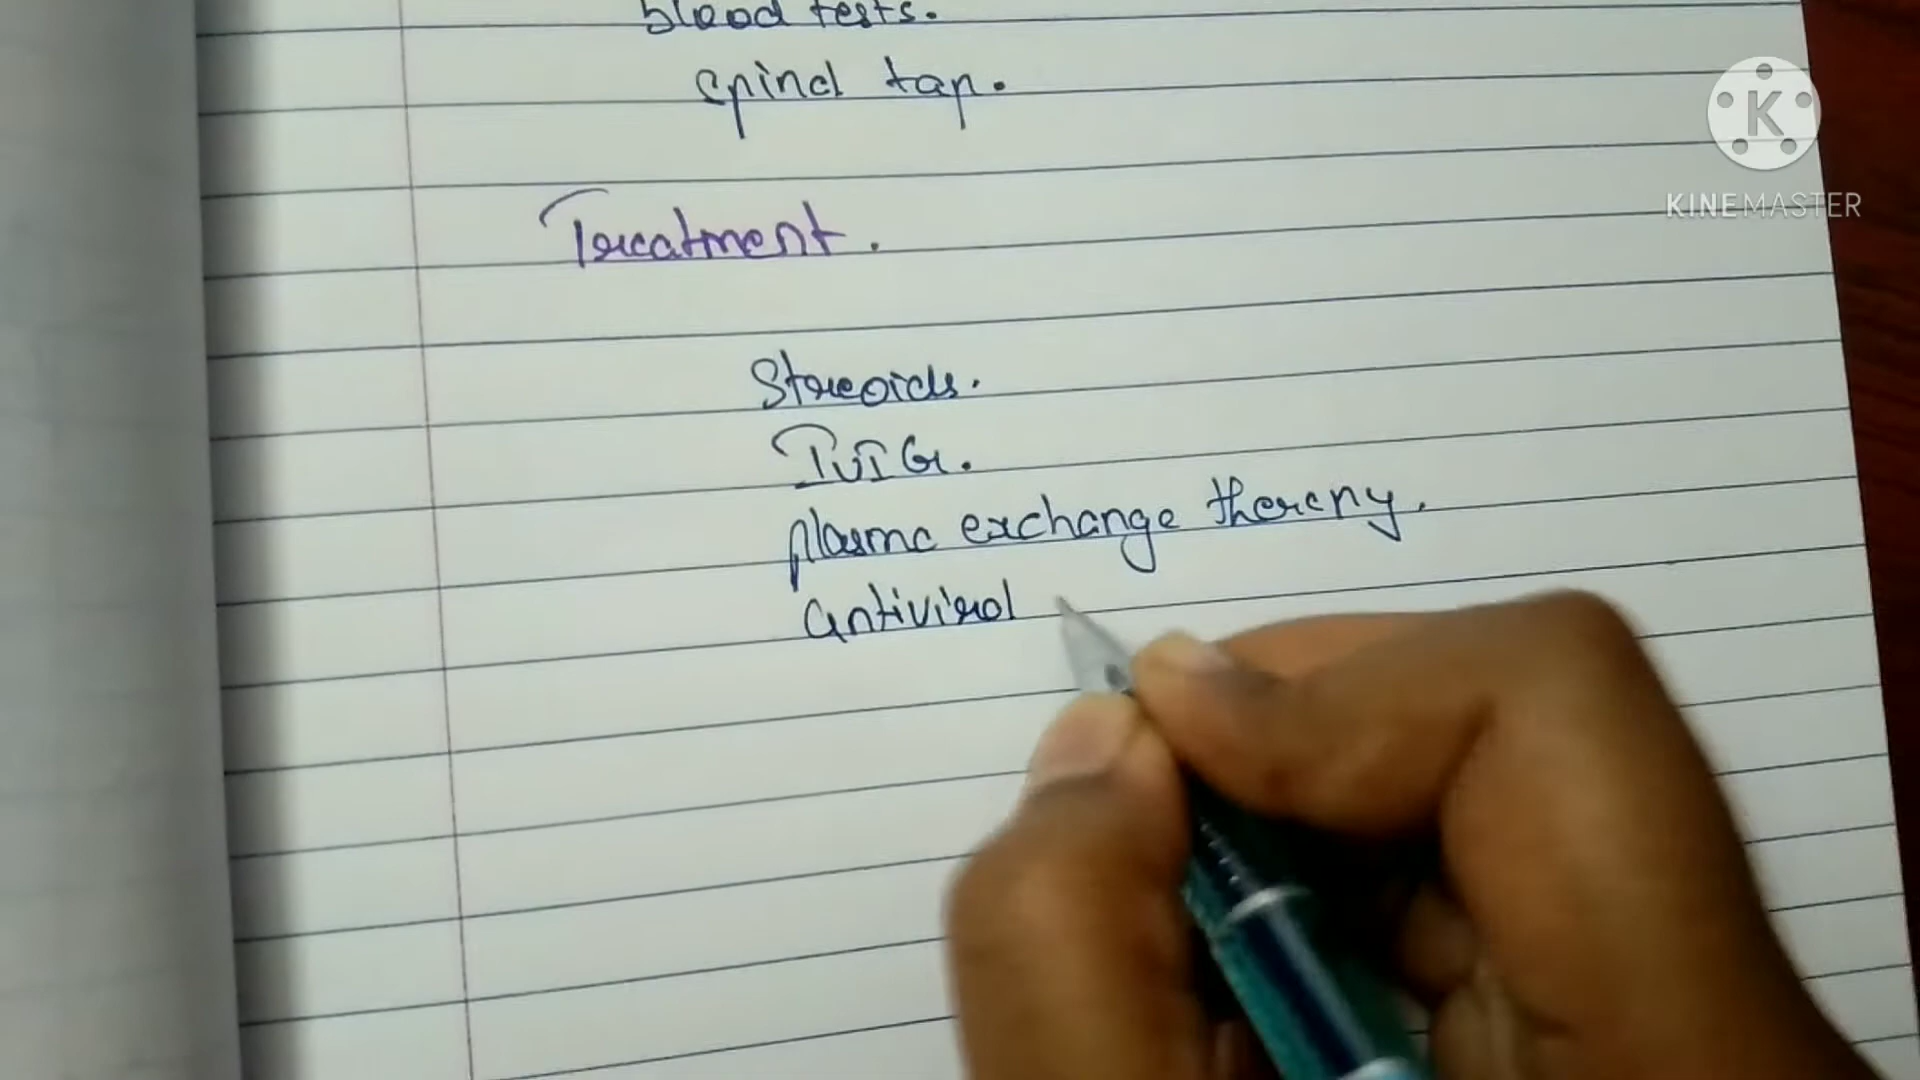 blood tests.
spinal tap.
Treatment.
Steroids.
IVIG.
plasma exchange therapy.
antiviral
K
KINEMASTER